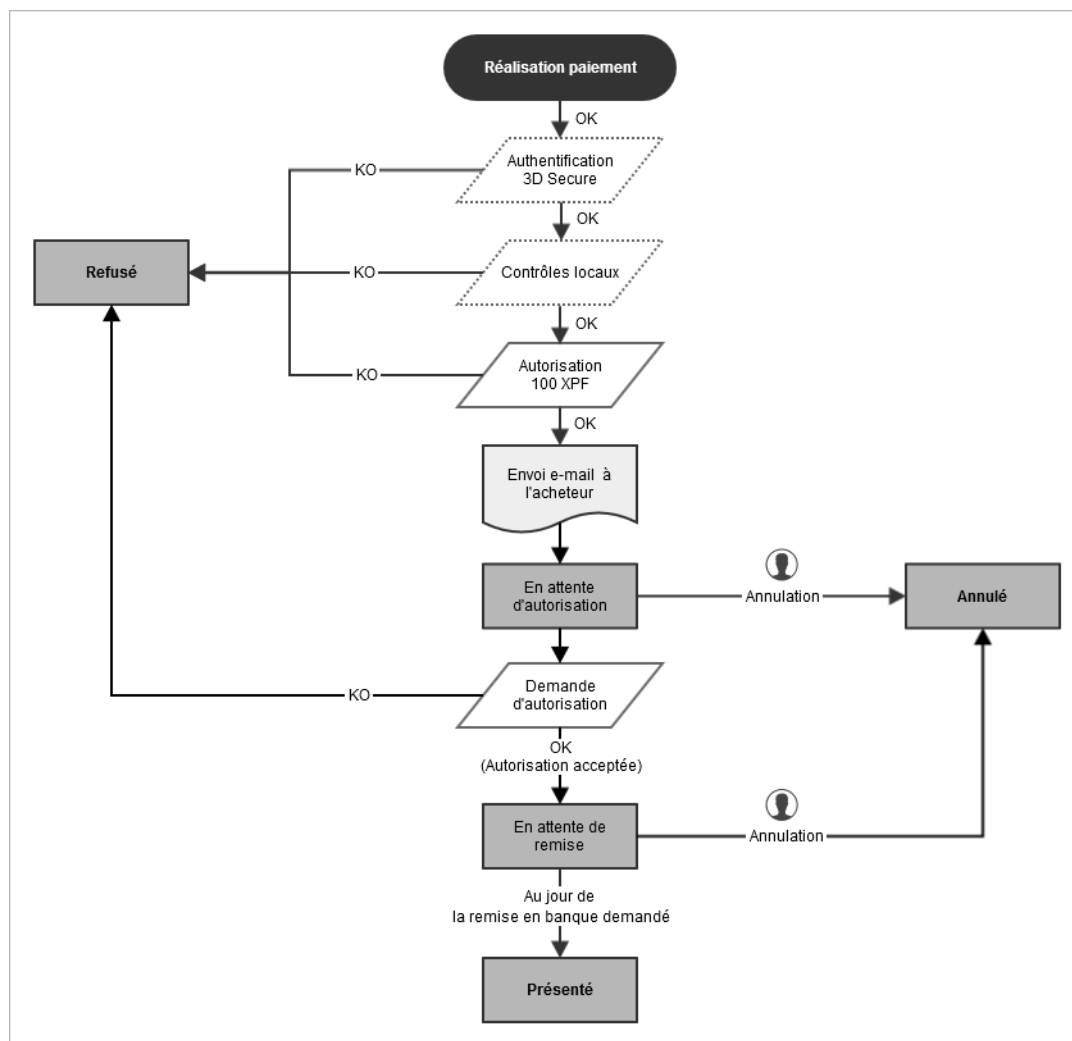 Réalisation paiement
OK
Authentification
3D Secure
KO
OK
Refusé
KO
Contrôles locaux
OK
KO
Autorisation
100 XPF
OK
Envoi e-mail à
l'acheteur
En attente
d'autorisation
Annulation
Annulé
Demande
d'autorisation
KO
OK
(Autorisation acceptée)
En attente de
remise
Annulation
Au jour de
la remise en banque demandé
Présenté